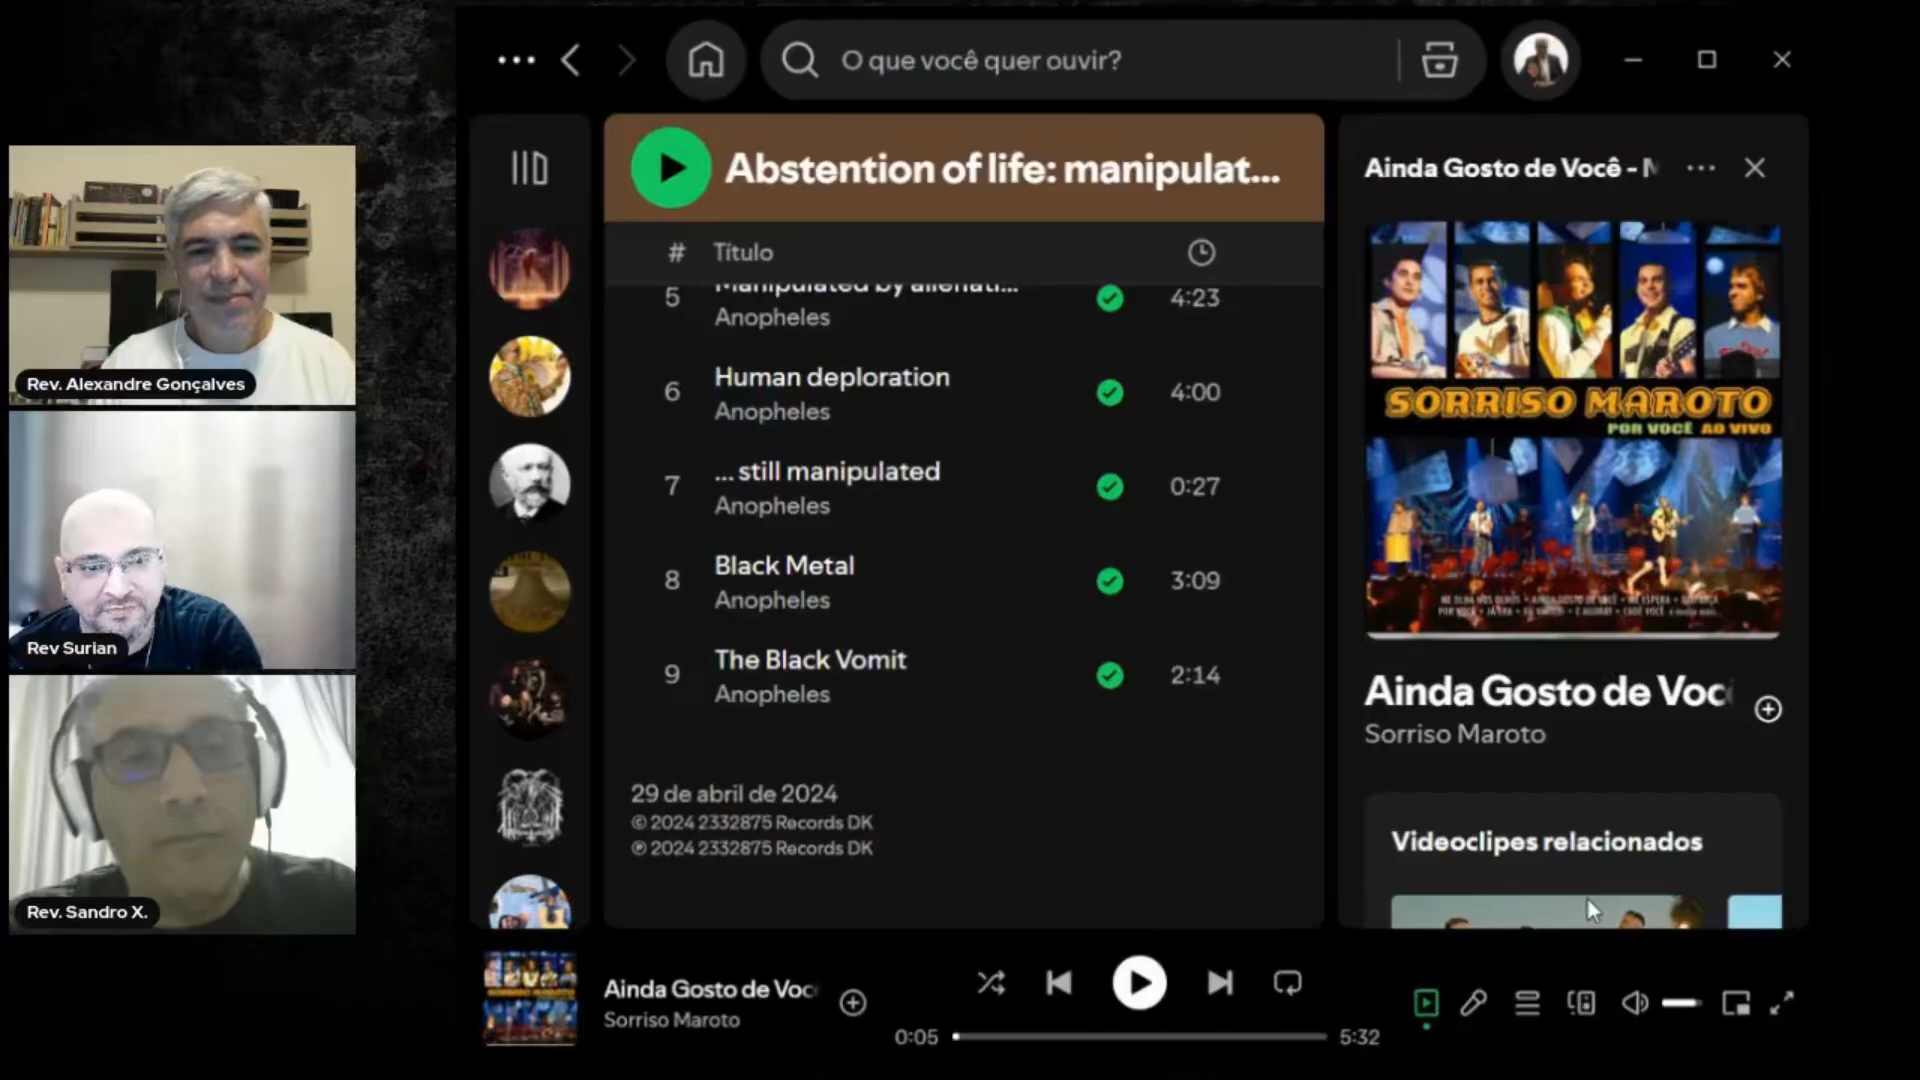 O que você quer ouvir?
Rev. Alexandre Gonçalves
Rev Surian
Rev. Sandro X.
Abstention of life: manipulat...
# Título
5 Manipulated by alienati... 4:23
Anopheles
6 Human deploration 4:00
Anopheles
7 ... still manipulated 0:27
Anopheles
8 Black Metal 3:09
Anopheles
9 The Black Vomit 2:14
Anopheles
29 de abril de 2024
© 2024 2332875 Records DK
℗ 2024 2332875 Records DK
Ainda Gosto de Você -
SORRISO MAROTO
POR VOCÊ AO VIVO
Ainda Gosto de Você
Sorriso Maroto
Videoclipes relacionados
Ainda Gosto de Voc
Sorriso Maroto
0:05
5:32